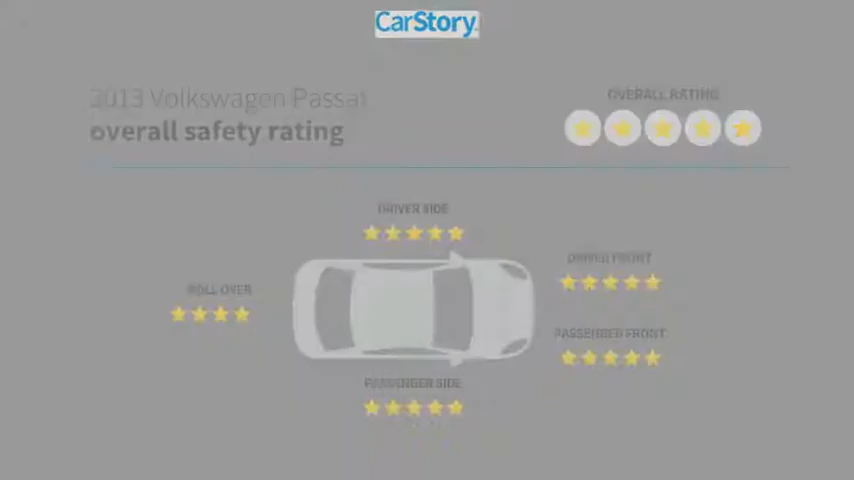 CarStory
2013 Volkswagen Passat
overall safety rating
OVERALL RATING
DRIVER SIDE
DRIVER FRONT
ROLL OVER
PASSENGER FRONT
PASSENGER SIDE